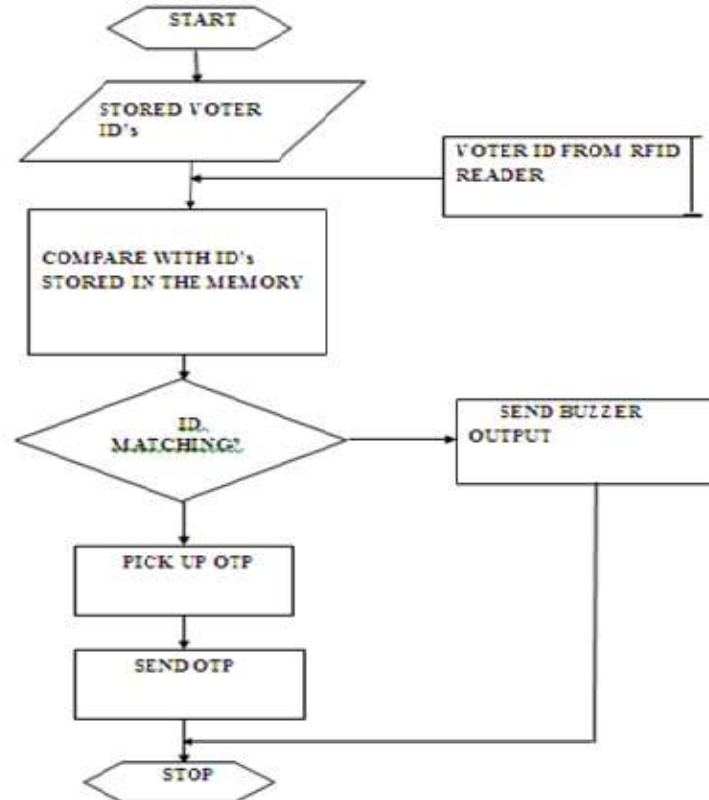 START
STORED VOTER
ID's
VOTER ID FROM RFID
READER
COMPARE WITH ID's
STORED IN THE MEMORY
ID
MATCHING?
SEND BUZZER
OUTPUT
PICK UP OTP
SEND OTP
STOP